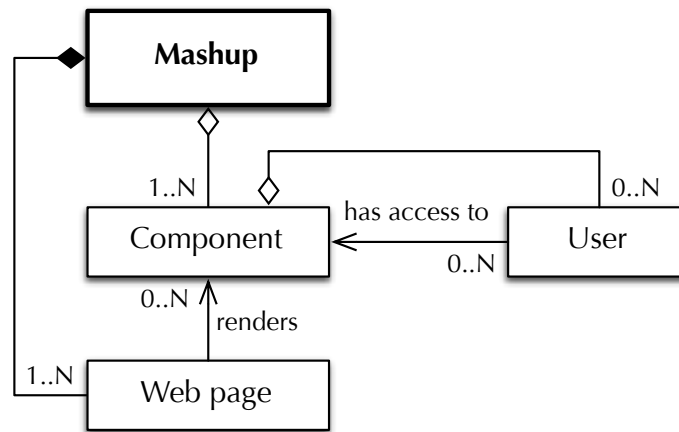 Mashup
1..N
0..N
has access to
Component
User
0..N
0..N
renders
1..N
Web page